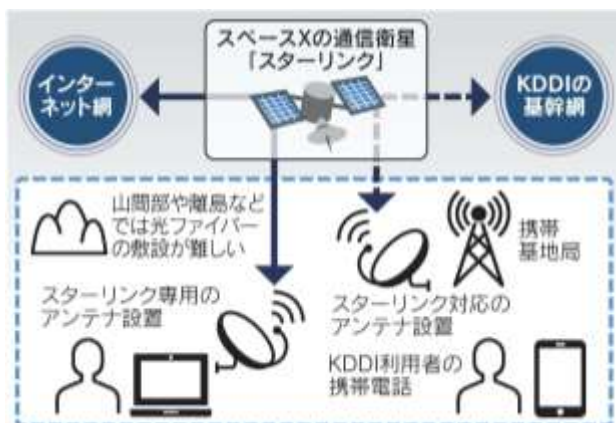 スペースXの通信衛星
「スターリンク」
インター
ネット網
KDDIの
基幹網
山間部や離島など
では光ファイバー
の敷設が難しい
携帯
基地局
スターリンク専用の
アンテナ設置
スターリンク対応の
アンテナ設置
KDDI利用者の
携帯電話